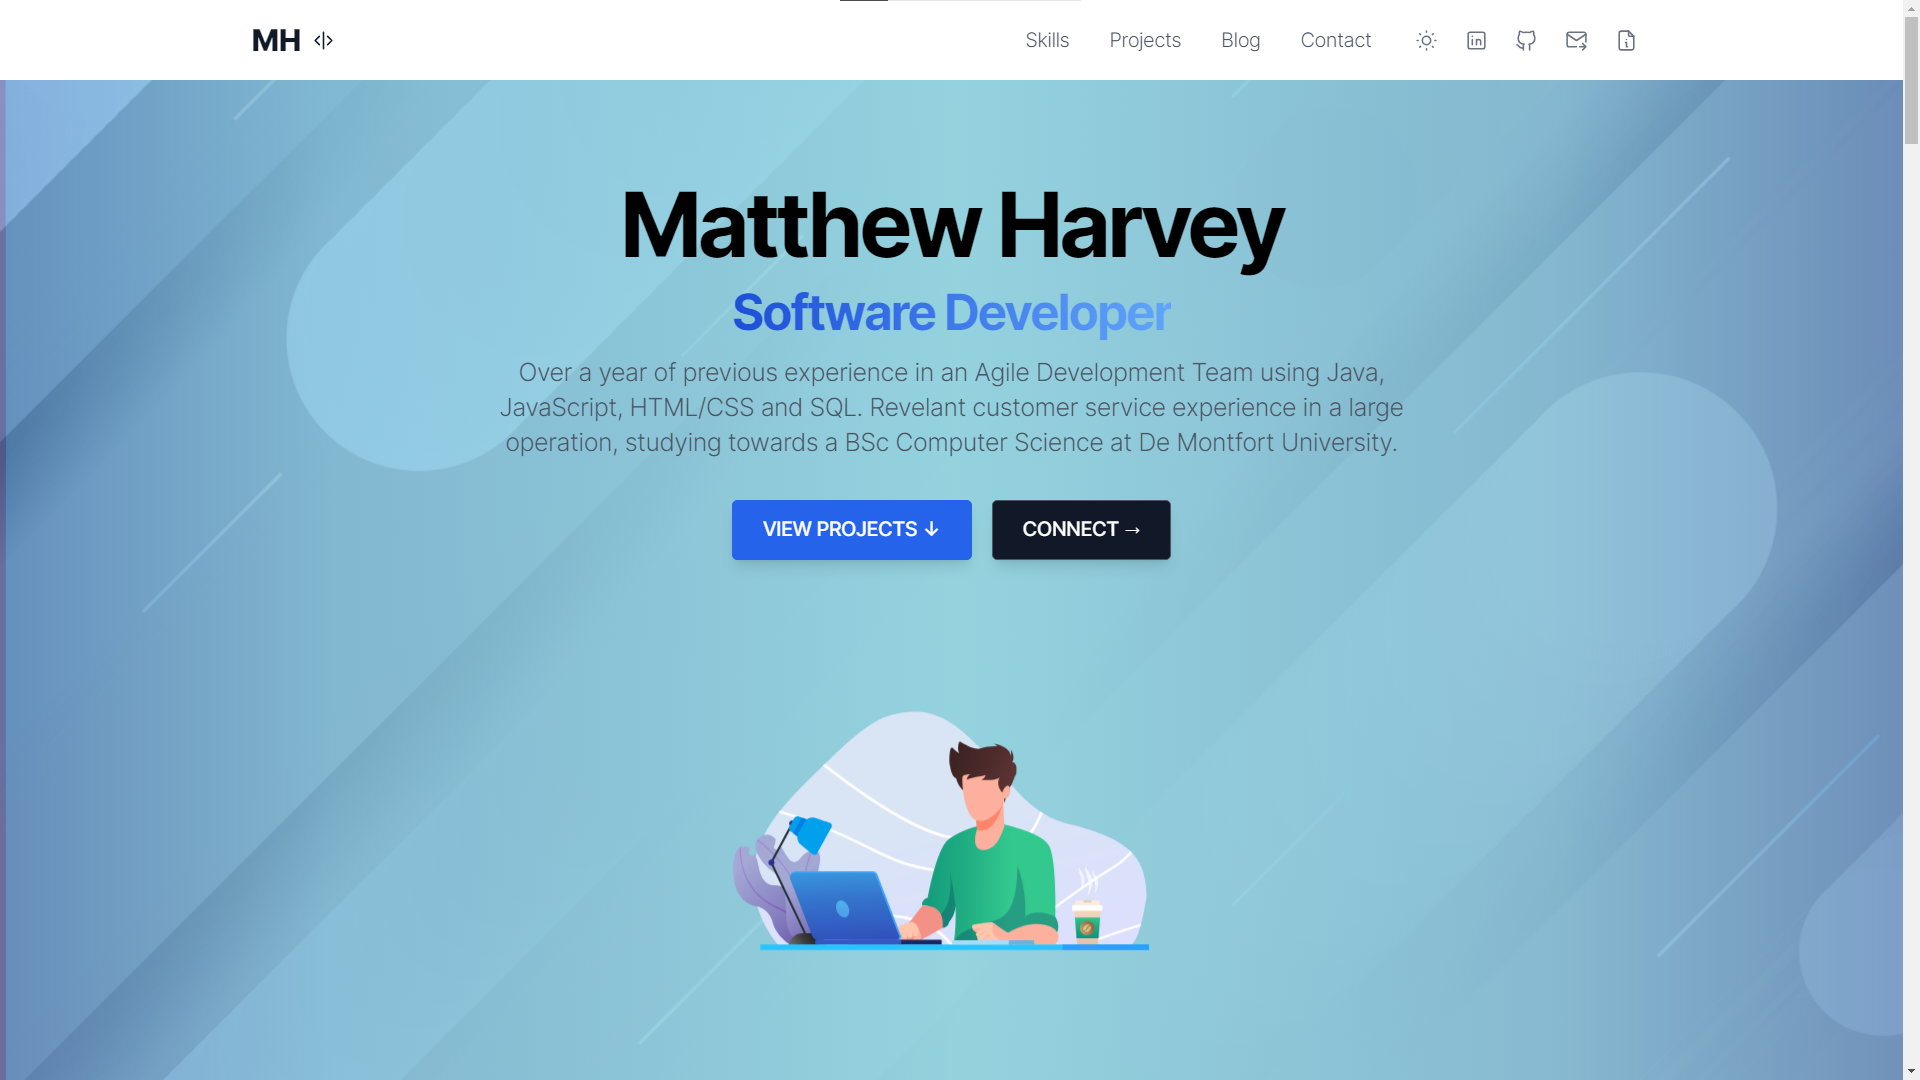 MH
Skills Projects Blog Contact
Matthew Harvey
Software Developer
Over a year of previous experience in an Agile Development Team using Java,
JavaScript, HTML/CSS and SQL. Revelant customer service experience in a large
operation, studying towards a BSc Computer Science at De Montfort University.
VIEW PROJECTS ↓ CONNECT →